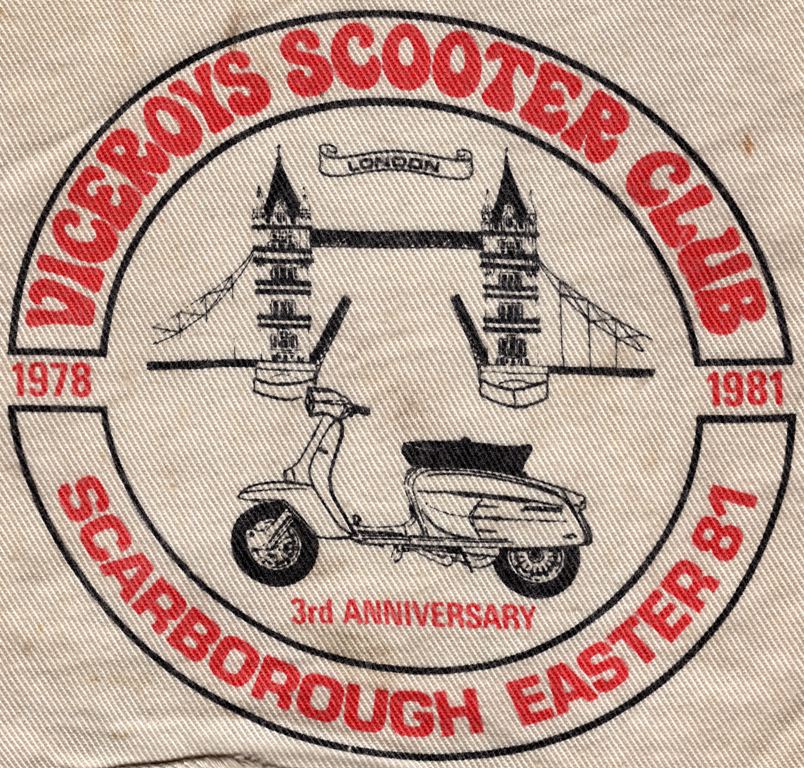 VICEROYS SCOOTER CLUB
LONDON
1978
1981
3rd ANNIVERSARY
SCARBOROUGH EASTER 81